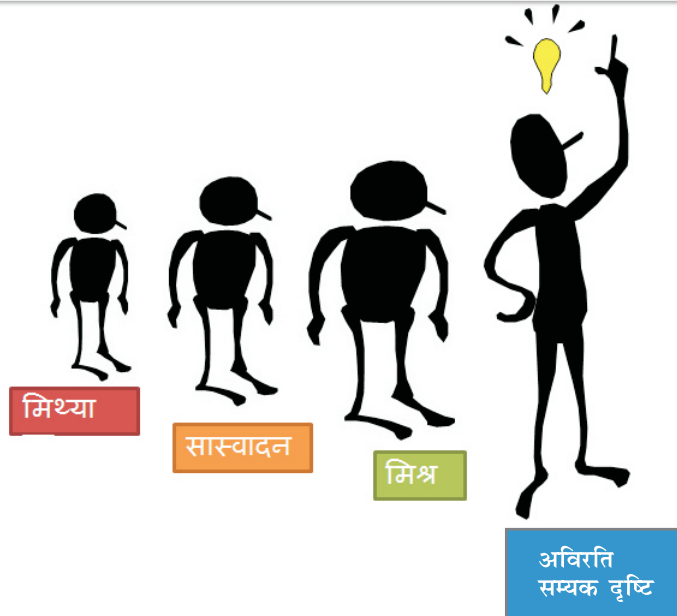 मिथ्या
सास्वादन
मिश्र
अविरति
सम्यक दृष्टि